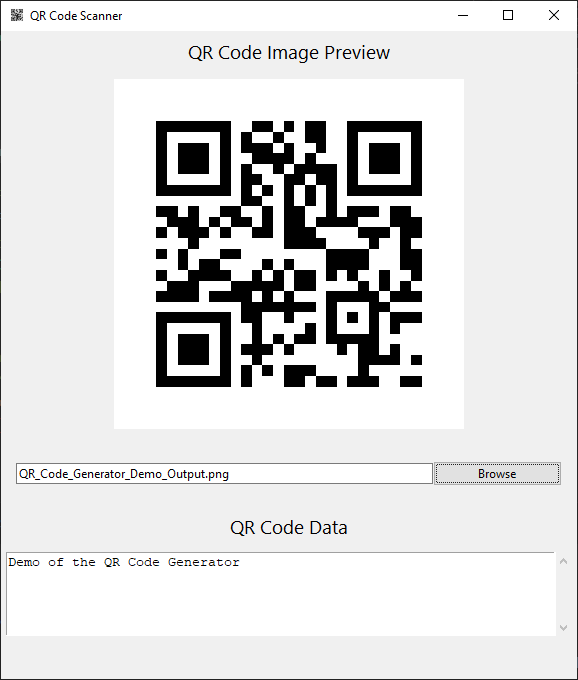 QR Code Scanner
QR Code Image Preview
QR_Code_Generator_Demo_Output.png
Browse
QR Code Data
Demo of the QR Code Generator